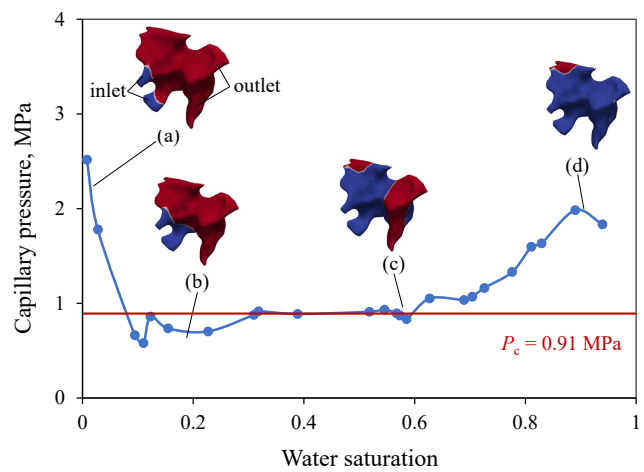 4
3
2
1
0
Capillary pressure, MPa
inlet
outlet
(a)
(b)
(c)
(d)
P_c = 0.91 MPa
0
0.2
0.4
0.6
0.8
1
Water saturation